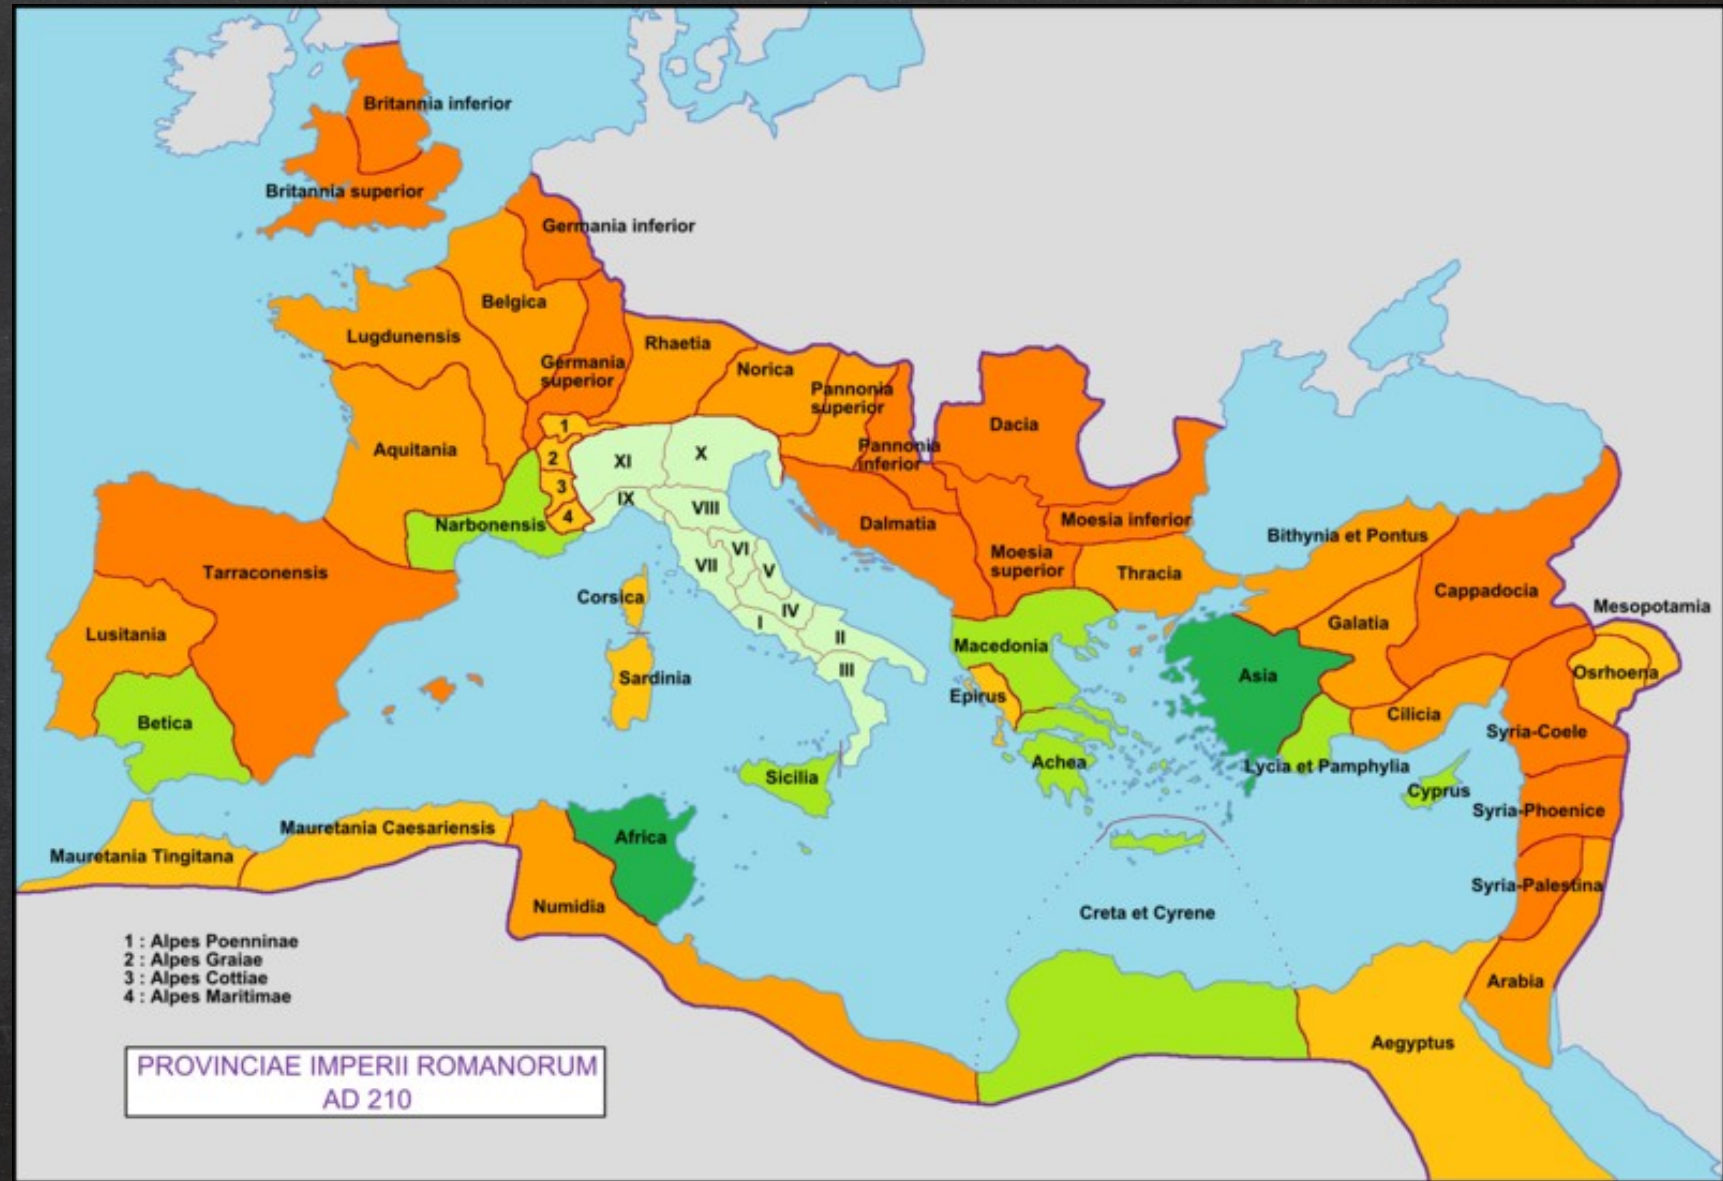 Britannia inferior
Britannia superior
Germania inferior
Belgica
Lugdunensis
Germania
superior
Rhaetia
Norica
Pannonia
superior
Pannonia
inferior
Dacia
Aquitania
1
2
3
4
XI
X
IX
VIII
VII
VI
V
IV
I
II
III
Narbonensis
Dalmatia
Moesia inferior
Moesia
superior
Thracia
Bithynia et Pontus
Cappadocia
Galatia
Mesopotamia
Osrhoena
Tarraconensis
Lusitania
Betica
Corsica
Sardinia
Macedonia
Epirus
Asia
Cilicia
Achea
Lycia et Pamphylia
Cyprus
Syria-Coele
Syria-Phoenice
Syria-Palestina
Sicilia
Mauretania Caesariensis
Mauretania Tingitana
Africa
Numidia
Creta et Cyrene
Arabia
Aegyptus
1 : Alpes Poenninae
2 : Alpes Graiae
3 : Alpes Cottiae
4 : Alpes Maritimae
PROVINCIAE IMPERII ROMANORUM
AD 210